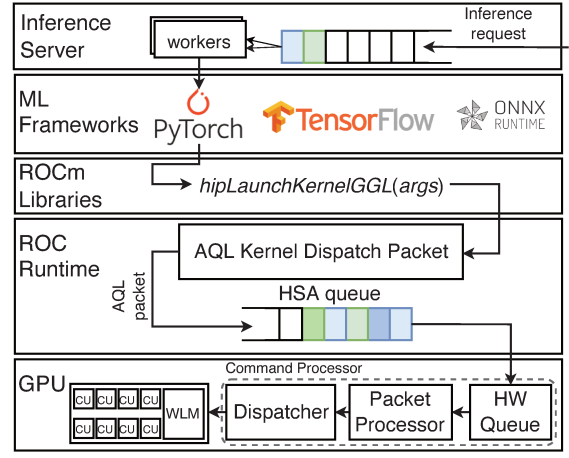 Inference
Server
workers
Inference
request
ML
Frameworks
PyTorch
TensorFlow
ONNX
RUNTIME
ROCm
Libraries
hipLaunchKernelGGL(args)
ROC
Runtime
AQL Kernel Dispatch Packet
AQL
packet
HSA queue
GPU
Command Processor
CU CU CU CU
CU CU CU CU
WLM
Dispatcher
Packet
Processor
HW
Queue